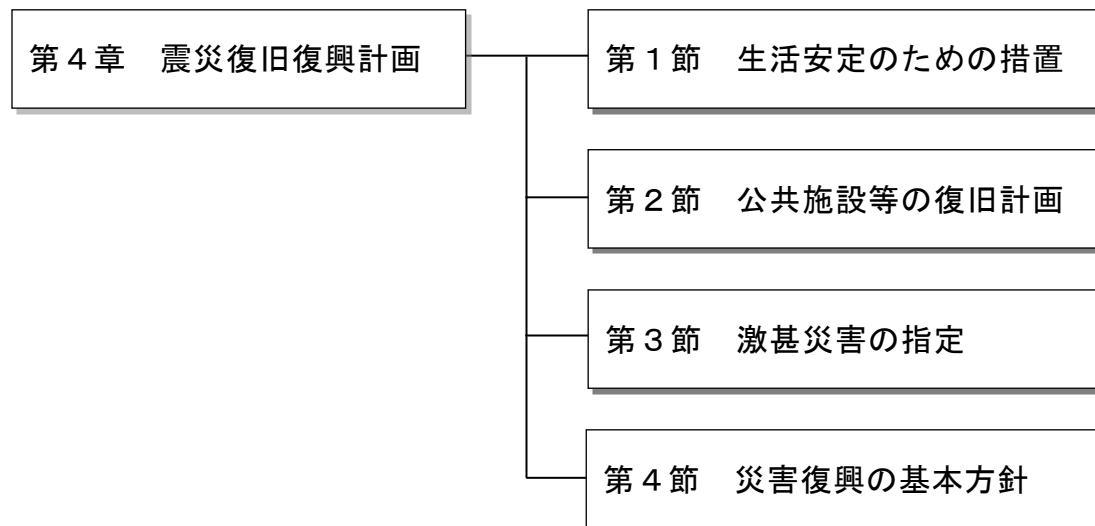 第４章　震災復旧復興計画
第１節　生活安定のための措置
第２節　公共施設等の復旧計画
第３節　激甚災害の指定
第４節　災害復興の基本方針